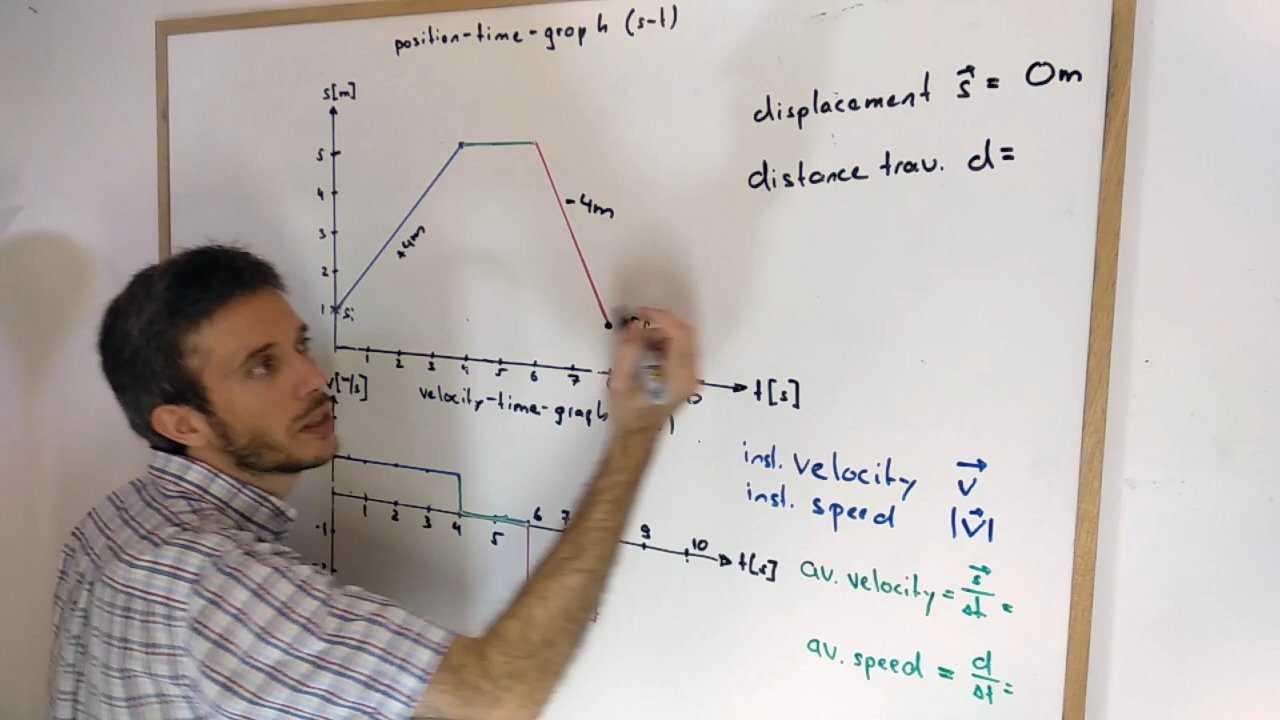 position-time-graph (s-t)
s[m]
5
4
3
2
1
si
+4m
-4m
1 2 3 4 5 6 7
t[s]
displacement s⃗ = 0m
distance trav. d=
v[m/s]
velocity-time-graph
1 2 3 4 5 6 7 9 10 t[s]
-1
inst. velocity v⃗
inst. speed |v⃗|
av. velocity = s⃗/Δt =
av. speed = d/Δt =